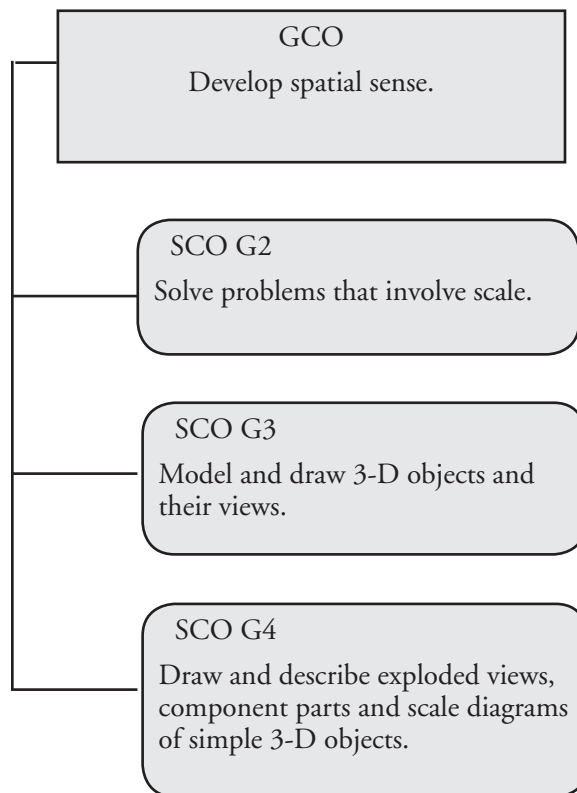 GCO
Develop spatial sense.
SCO G2
Solve problems that involve scale.
SCO G3
Model and draw 3-D objects and
their views.
SCO G4
Draw and describe exploded views,
component parts and scale diagrams
of simple 3-D objects.